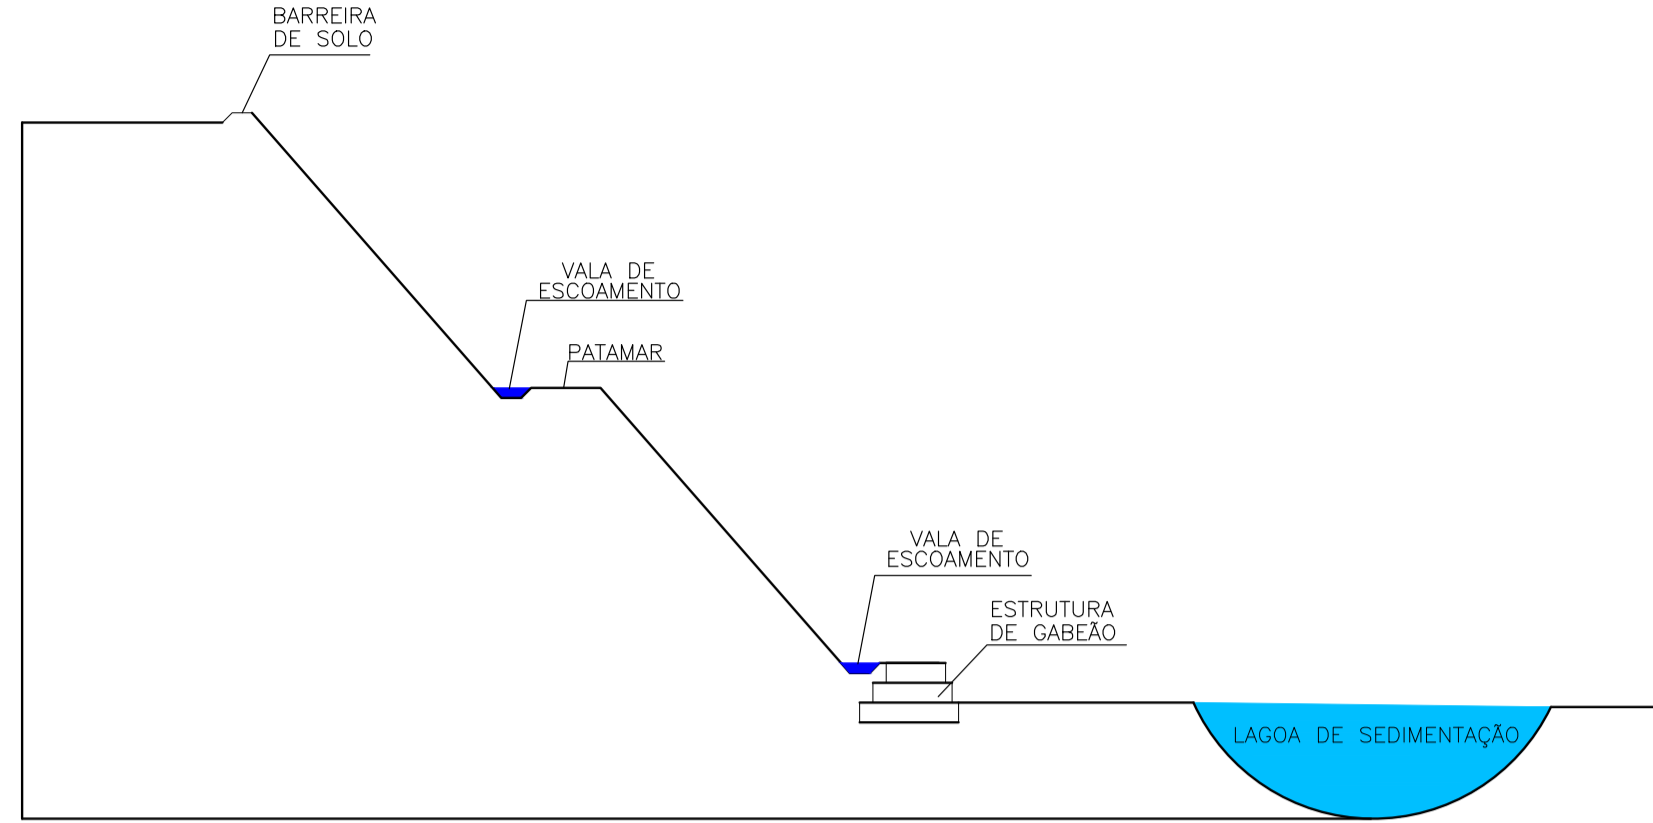 BARREIRA
DE SOLO
VALA DE
ESCOAMENTO
PATAMAR
VALA DE
ESCOAMENTO
ESTRUTURA
DE GABEÃO
LAGOA DE SEDIMENTAÇÃO